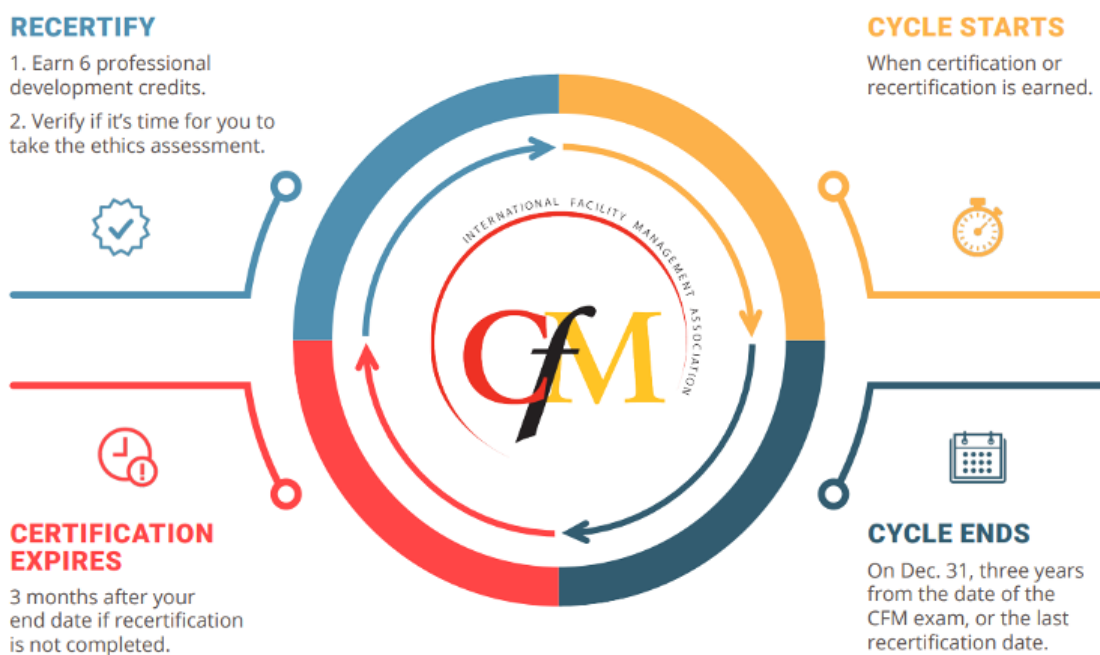 RECERTIFY
1. Earn 6 professional
development credits.
2. Verify if it's time for you to
take the ethics assessment.
CYCLE STARTS
When certification or
recertification is earned.
INTERNATIONAL FACILITY MANAGEMENT ASSOCIATION
CfM
CERTIFICATION
EXPIRES
3 months after your
end date if recertification
is not completed.
CYCLE ENDS
On Dec. 31, three years
from the date of the
CFM exam, or the last
recertification date.